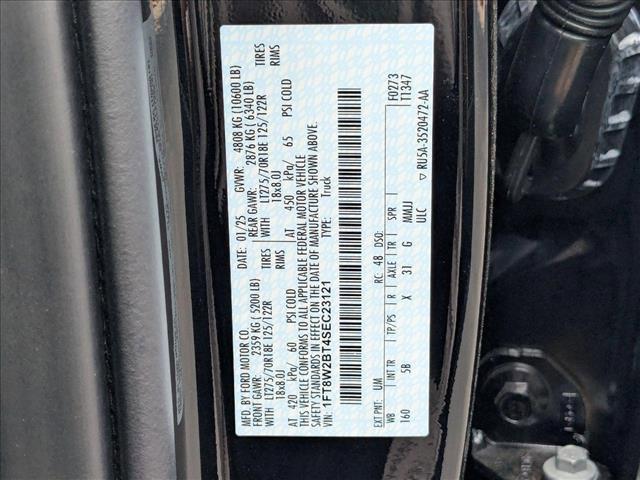 MFD. BY FORD MOTOR CO.
DATE: 01/25 GVWR: 4808 KG (10600 LB)
FRONT GAWR: 2359 KG (5200 LB) REAR GAWR: 2876 KG (6340 LB)
WITH LT275/70R18E 125/122R TIRES WITH LT275/70R18E 125/122R TIRES
18x8.0J RIMS 18x8.0J RIMS
AT 420 kPa/ 60 PSI COLD AT 450 kPa/ 65 PSI COLD
THIS VEHICLE CONFORMS TO ALL APPLICABLE FEDERAL MOTOR VEHICLE
SAFETY STANDARDS IN EFFECT ON THE DATE OF MANUFACTURE SHOWN ABOVE.
VIN: 1FT8W2BT4SEC23121 TYPE: Truck
F0273
EXT PNT: UM RC: 48 DSO: T1347
WB INT TR TP/PS R AXLE TR SPR
160 5B X 31 G MMJJ
ULC ▽ RU5A-3520472-AA